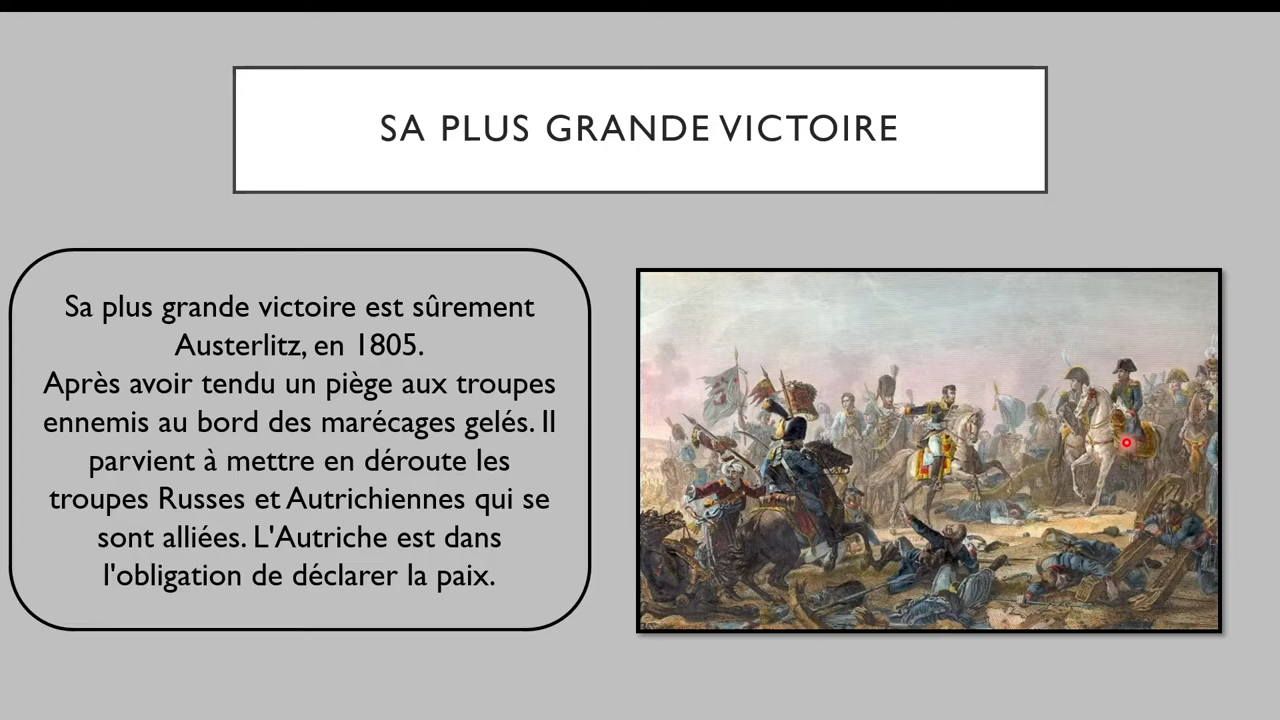 SA PLUS GRANDE VICTOIRE
Sa plus grande victoire est sûrement
Austerlitz, en 1805.
Après avoir tendu un piège aux troupes
ennemis au bord des marécages gelés. Il
parvient à mettre en déroute les
troupes Russes et Autrichiennes qui se
sont alliées. L'Autriche est dans
l'obligation de déclarer la paix.